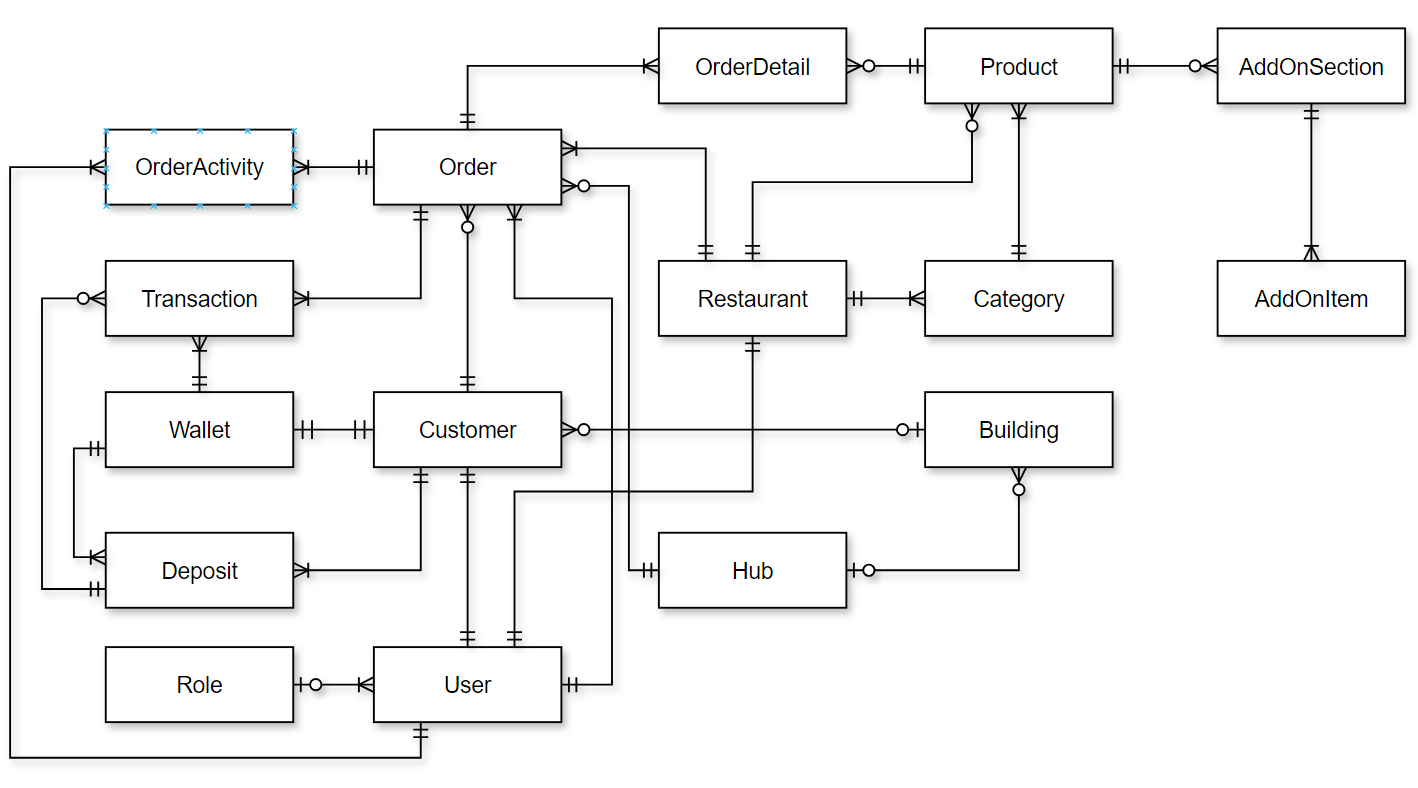 OrderDetail
Product
AddOnSection
OrderActivity
Order
Transaction
Restaurant
Category
AddOnItem
Wallet
Customer
Building
Deposit
Hub
Role
User